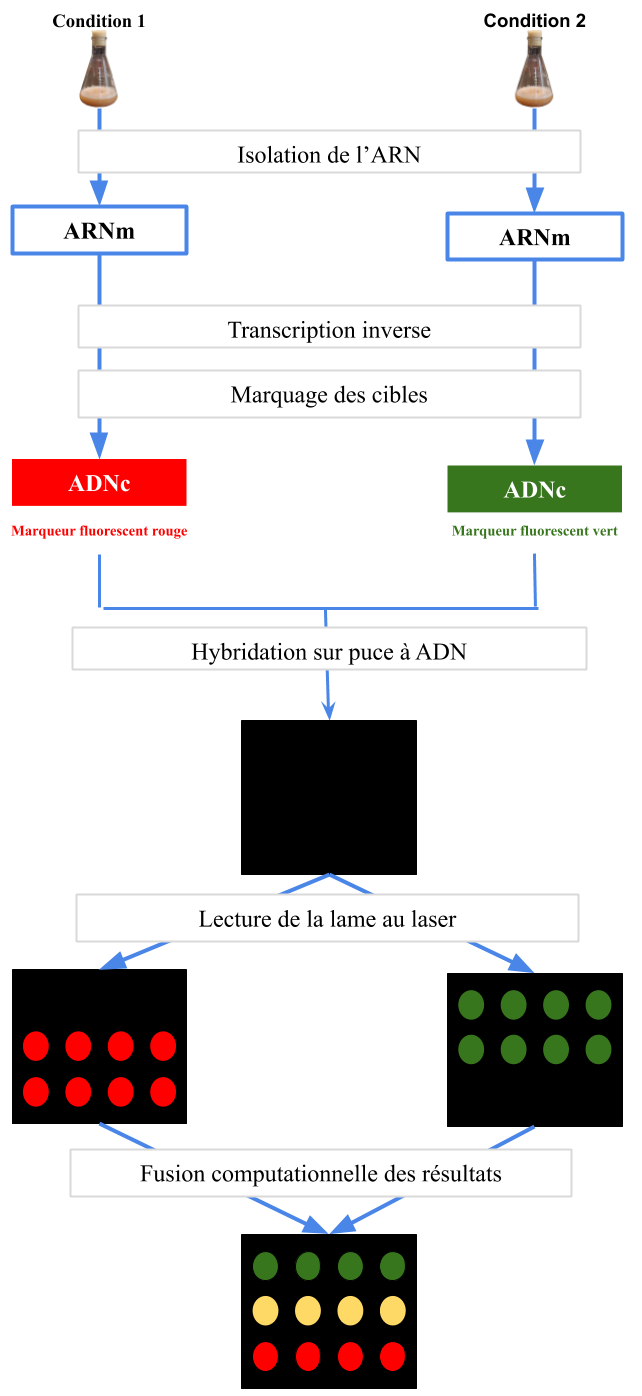 Condition 1
Condition 2
Isolation de l’ARN
ARNm
ARNm
Transcription inverse
Marquage des cibles
ADNc
ADNc
Marqueur fluorescent rouge
Marqueur fluorescent vert
Hybridation sur puce à ADN
Lecture de la lame au laser
Fusion computationnelle des résultats